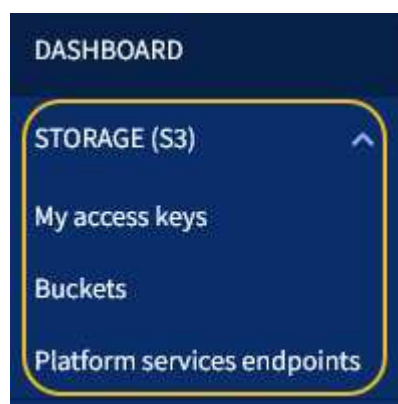 DASHBOARD
STORAGE (S3)
My access keys
Buckets
Platform services endpoints